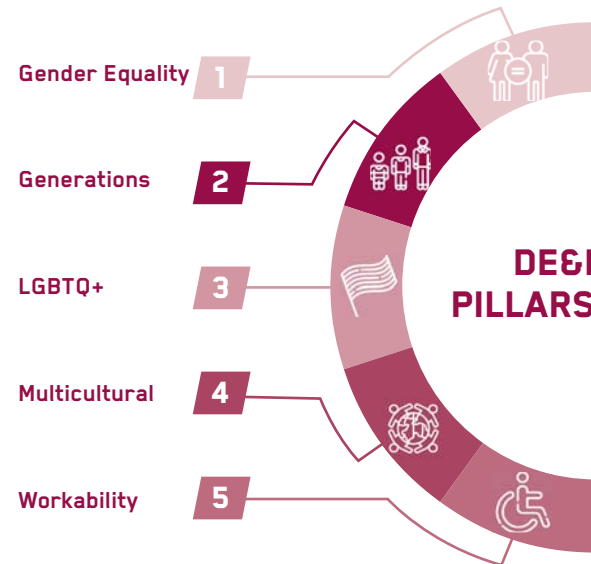 Gender Equality 1
Generations 2
LGBTQ+ 3
Multicultural 4
Workability 5
DE&I
PILLARS